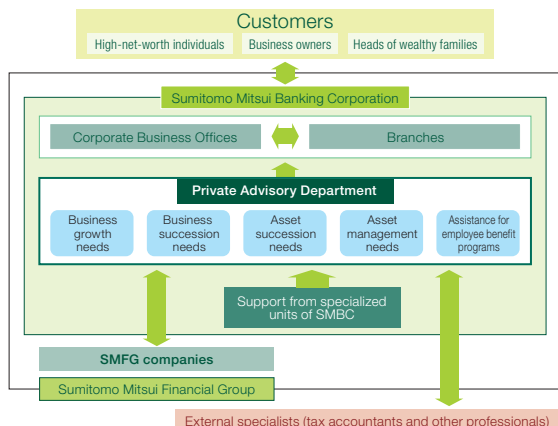 Customers
High-net-worth individuals
Business owners
Heads of wealthy families
Sumitomo Mitsui Banking Corporation
Corporate Business Offices
Branches
Private Advisory Department
Business
growth
needs
Business
succession
needs
Asset
succession
needs
Asset
management
needs
Assistance for
employee benefit
programs
Support from specialized
units of SMBC
SMFG companies
Sumitomo Mitsui Financial Group
External specialists (tax accountants and other professionals)